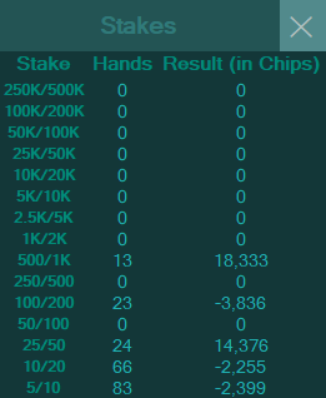 Stakes
Stake Hands Result (in Chips)
250K/500K 0 0
100K/200K 0 0
50K/100K 0 0
25K/50K 0 0
10K/20K 0 0
5K/10K 0 0
2.5K/5K 0 0
1K/2K 0 0
500/1K 13 18,333
250/500 0 0
100/200 23 -3,836
50/100 0 0
25/50 24 14,376
10/20 66 -2,255
5/10 83 -2,399